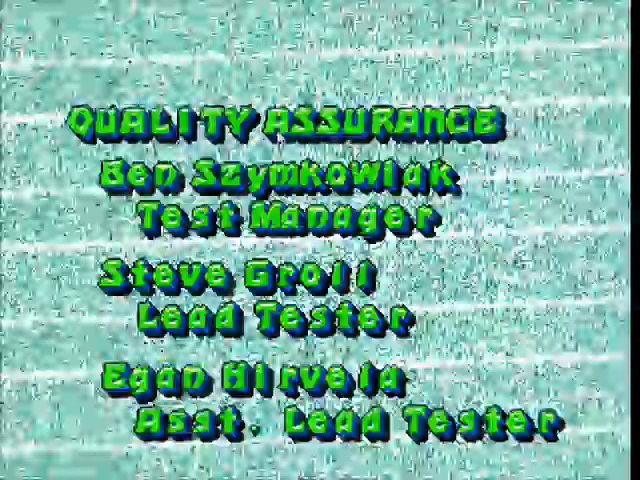 QUALITY ASSURANCE
Ben Szymkowiak
Test Manager
Steve Groll
Lead Tester
Egan Hirvela
Asst. Lead Tester